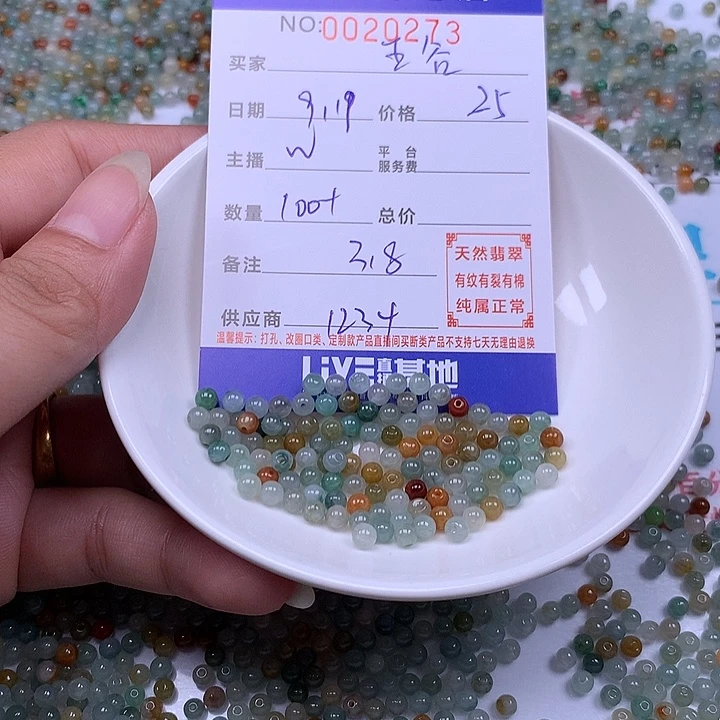 NO:0020273
买家
日期 9.19 价格 25
主播 W 平台服务费
数量 100+ 总价
备注 3.8
供应商 1234
天然翡翠
有纹有裂有棉
纯属正常
温馨提示：打孔、改圈口类、定制款产品直播间买断类产品不支持七天无理由退换
LiVE 基地